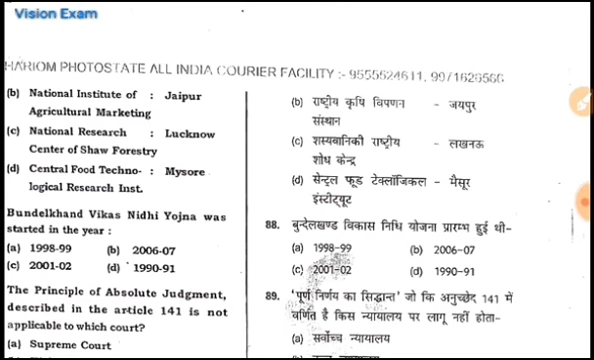 Vision Exam
HARIOM PHOTOSTATE ALL INDIA COURIER FACILITY :- 9555524611, 9971629586
(b) National Institute of : Jaipur
Agricultural Marketing
(c) National Research : Lucknow
Center of Shaw Forestry
(d) Central Food Techno- : Mysore
logical Research Inst.
Bundelkhand Vikas Nidhi Yojna was
started in the year :
(a) 1998-99 (b) 2006-07
(c) 2001-02 (d) 1990-91
The Principle of Absolute Judgment,
described in the article 141 is not
applicable to which court?
(a) Supreme Court
(b) राष्ट्रीय कृषि विपणन - जयपुर
संस्थान
(c) शस्यवानिकी राष्ट्रीय - लखनऊ
शोध केन्द्र
(d) सेन्ट्रल फूड टेक्लॉजिकल - मैसूर
इंस्टीट्यूट
88. बुन्देलखण्ड विकास निधि योजना प्रारम्भ हुई थी-
(a) 1998-99 (b) 2006-07
(c) 2001-02 (d) 1990-91
89. 'पूर्ण निर्णय का सिद्धान्त' जो कि अनुच्छेद 141 में
वर्णित है किस न्यायालय पर लागू नहीं होता-
(a) सर्वोच्च न्यायालय